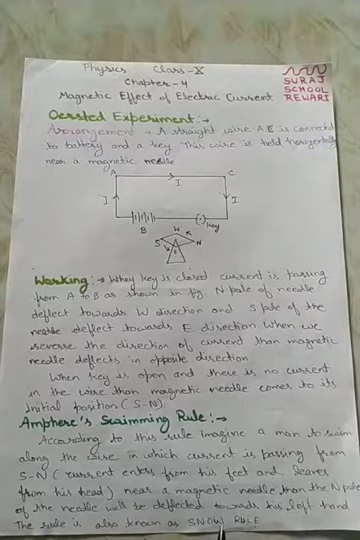 Physics Class-X
SURAJ
SCHOOL
REWARI
Chapter-4
Magnetic Effect of Electric Current
Oersted Experiment :→
Arrangement → A straight wire AC is connected
to battery and a key This wire is held horizontally
near a magnetic needle
A
C
I
I
I
B
(·) key
W
S
N
Working :→ Whey key is closed current is passing
from A to B as shown in fig N pole of needle
deflect towards W direction and S pole of the
needle deflect towards E direction When we
reverse the direction of current than magnetic
needle deflects in opposite direction
When key is open and there is no current
in the wire than magnetic needle comes to its
initial position (S-N).
Amphere's Swimming Rule :→
According to this rule imagine a man to swim
along the wire in which current is passing from
S-N (current enters from his feet and leaves
from his head) near a magnetic needle than the N pole
of the needle will be deflected towards his left hand
The rule is also known as SNOW RULE